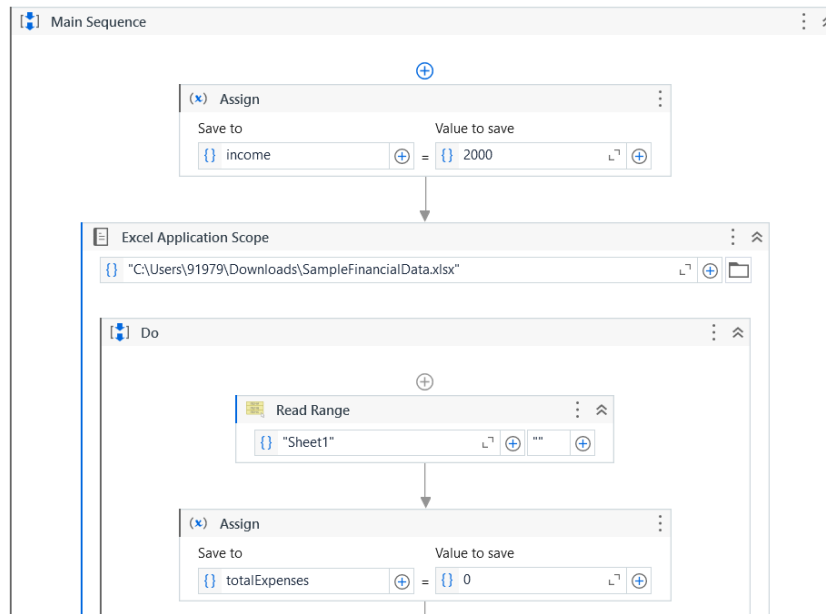 Main Sequence
Assign
Save to Value to save
{} income = {} 2000
Excel Application Scope
{} "C:\Users\91979\Downloads\SampleFinancialData.xlsx"
Do
Read Range
{} "Sheet1" ""
Assign
Save to Value to save
{} totalExpenses = {} 0